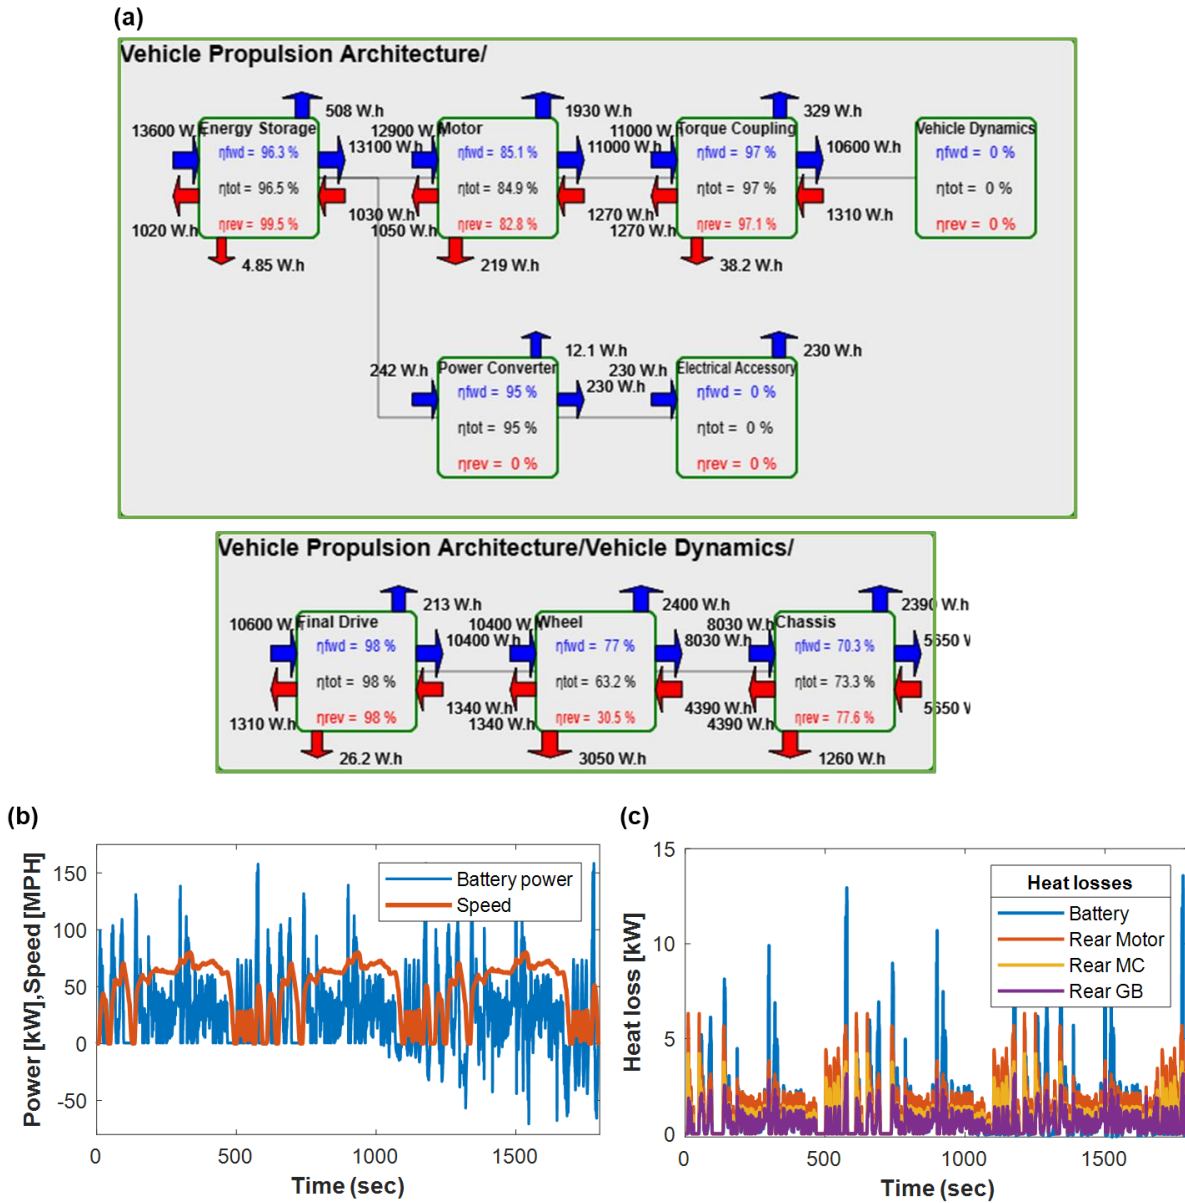 (a)
Vehicle Propulsion Architecture/
508 W.h
1930 W.h
329 W.h
13600 W.h
Energy Storage
12900 W.h
13100 W.h
Motor
11000 W.h
11000 W.h
Torque Coupling
10600 W.h
Vehicle Dynamics
ηfwd = 96.3 %
ηfwd = 85.1 %
ηfwd = 97 %
ηfwd = 0 %
ηtot = 96.5 %
ηtot = 84.9 %
ηtot = 97 %
ηtot = 0 %
ηrev = 99.5 %
ηrev = 82.8 %
ηrev = 97.1 %
ηrev = 0 %
1020 W.h
1030 W.h
1050 W.h
1270 W.h
1270 W.h
1310 W.h
4.85 W.h
219 W.h
38.2 W.h
12.1 W.h
230 W.h
242 W.h
Power Converter
230 W.h
230 W.h
Electrical Accessory
ηfwd = 95 %
ηfwd = 0 %
ηtot = 95 %
ηtot = 0 %
ηrev = 0 %
ηrev = 0 %
Vehicle Propulsion Architecture/Vehicle Dynamics/
213 W.h
2400 W.h
2390 W.h
10600 W.h
Final Drive
10400 W.h
10400 W.h
Wheel
8030 W.h
8030 W.h
Chassis
5650 W
ηfwd = 98 %
ηfwd = 77 %
ηfwd = 70.3 %
ηtot = 98 %
ηtot = 63.2 %
ηtot = 73.3 %
ηrev = 98 %
ηrev = 30.5 %
ηrev = 77.6 %
1310 W.h
1340 W.h
1340 W.h
4390 W.h
4390 W.h
5650 W
26.2 W.h
3050 W.h
1260 W.h
(b)
Power [kW],Speed [MPH]
150
100
50
0
-50
Battery power
Speed
0
500
1000
1500
Time (sec)
(c)
Heat loss [kW]
15
10
5
0
Heat losses
Battery
Rear Motor
Rear MC
Rear GB
0
500
1000
1500
Time (sec)